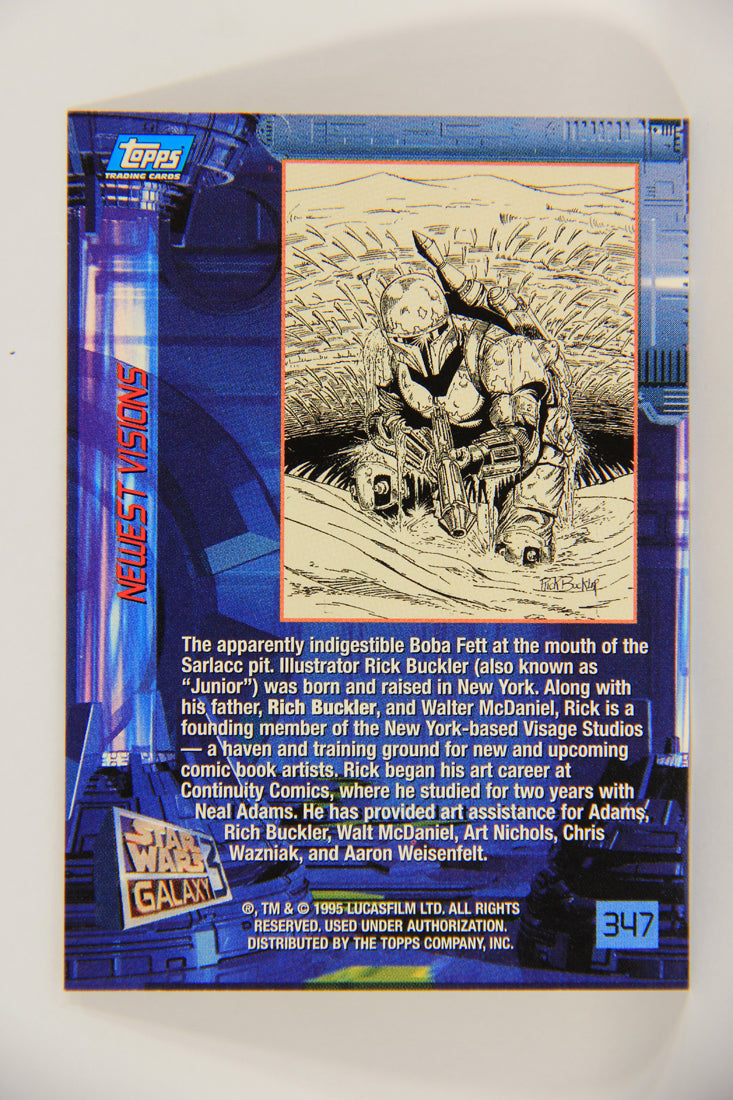 Topps
TRADING CARDS
NEWEST VISIONS
Rick Buckler
The apparently indigestible Boba Fett at the mouth of the
Sarlacc pit. Illustrator Rick Buckler (also known as
“Junior”) was born and raised in New York. Along with
his father, Rich Buckler, and Walter McDaniel, Rick is a
founding member of the New York-based Visage Studios
— a haven and training ground for new and upcoming
comic book artists. Rick began his art career at
Continuity Comics, where he studied for two years with
Neal Adams. He has provided art assistance for Adams,
Rich Buckler, Walt McDaniel, Art Nichols, Chris
Wazniak, and Aaron Weisenfelt.
STAR
WARS 3
GALAXY
®, TM & © 1995 LUCASFILM LTD. ALL RIGHTS
RESERVED. USED UNDER AUTHORIZATION.
DISTRIBUTED BY THE TOPPS COMPANY, INC.
347